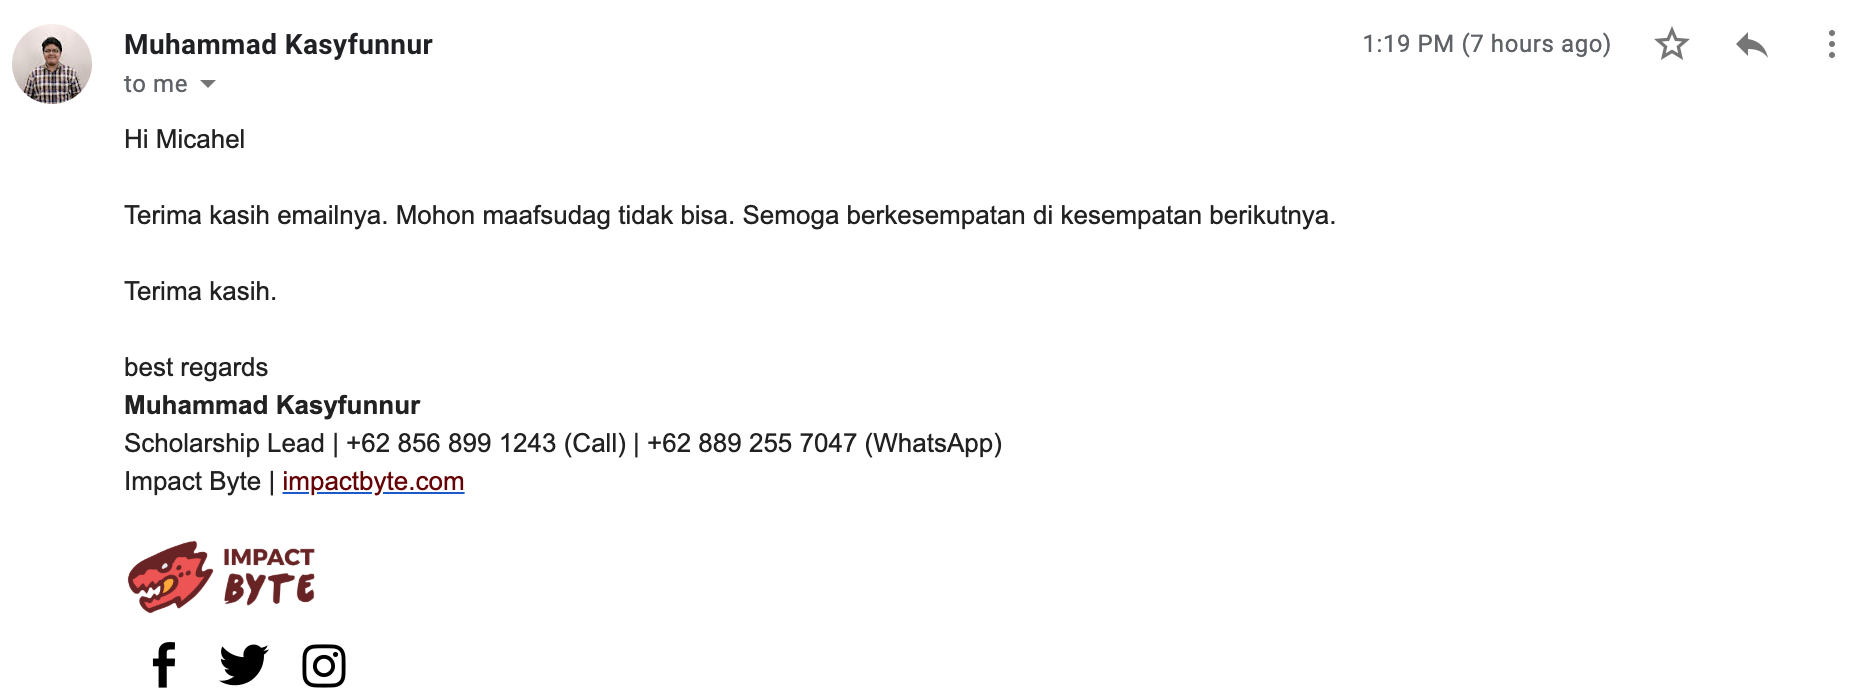 Muhammad Kasyfunnur
1:19 PM (7 hours ago)
to me
Hi Micahel
Terima kasih emailnya. Mohon maafsudag tidak bisa. Semoga berkesempatan di kesempatan berikutnya.
Terima kasih.
best regards
Muhammad Kasyfunnur
Scholarship Lead | +62 856 899 1243 (Call) | +62 889 255 7047 (WhatsApp)
Impact Byte | impactbyte.com
IMPACT
BYTE